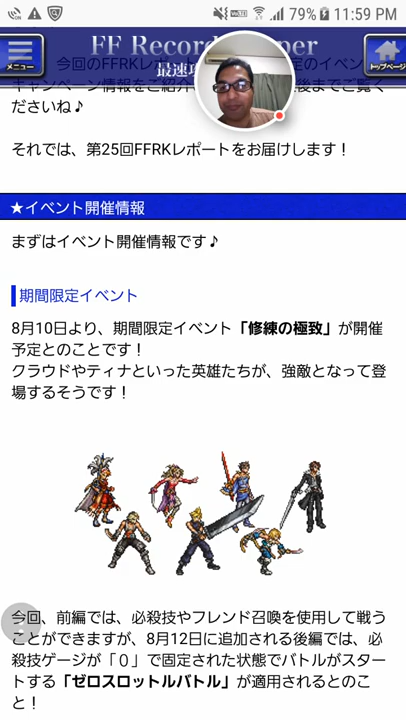 79% 11:59 PM
FF Record
per
メニュー
最速
トップページ
今回のFFRKレポー
定のイベン
キャンペーン情報をご紹介
後までご覧く
ださいね♪
それでは、第25回FFRKレポートをお届けします！
★イベント開催情報
まずはイベント開催情報です♪
期間限定イベント
8月10日より、期間限定イベント「修練の極致」が開催
予定とのことです！
クラウドやティナといった英雄たちが、強敵となって登
場するそうです！
今回、前編では、必殺技やフレンド召喚を使用して戦う
ことができますが、8月12日に追加される後編では、必
殺技ゲージが「０」で固定された状態でバトルがスター
トする「ゼロスロットルバトル」が適用されるとのこ
と！